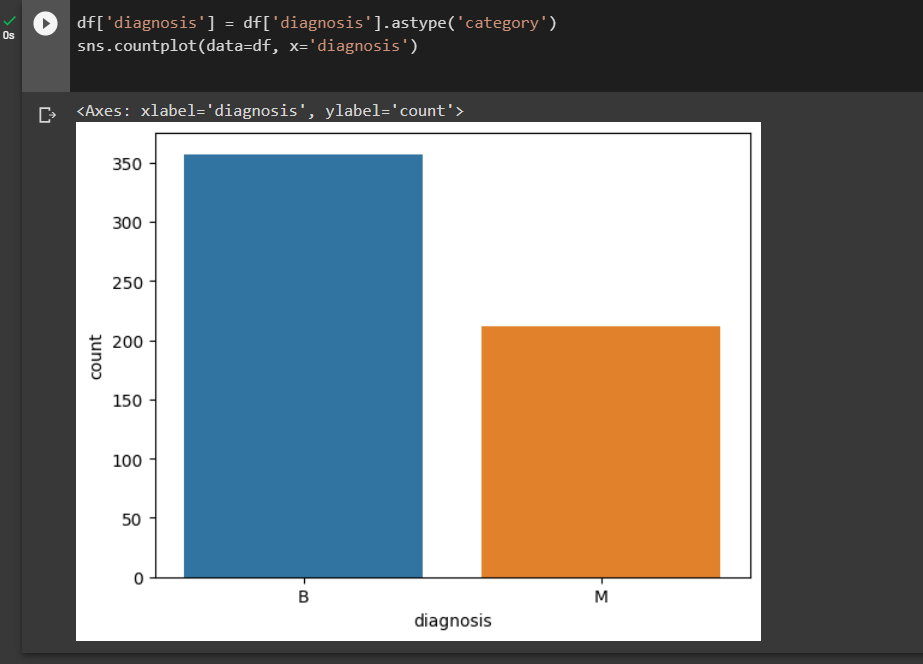 df['diagnosis'] = df['diagnosis'].astype('category')
sns.countplot(data=df, x='diagnosis')
0s
<Axes: xlabel='diagnosis', ylabel='count'>
350
300
250
200
150
100
50
0
count
B M
diagnosis